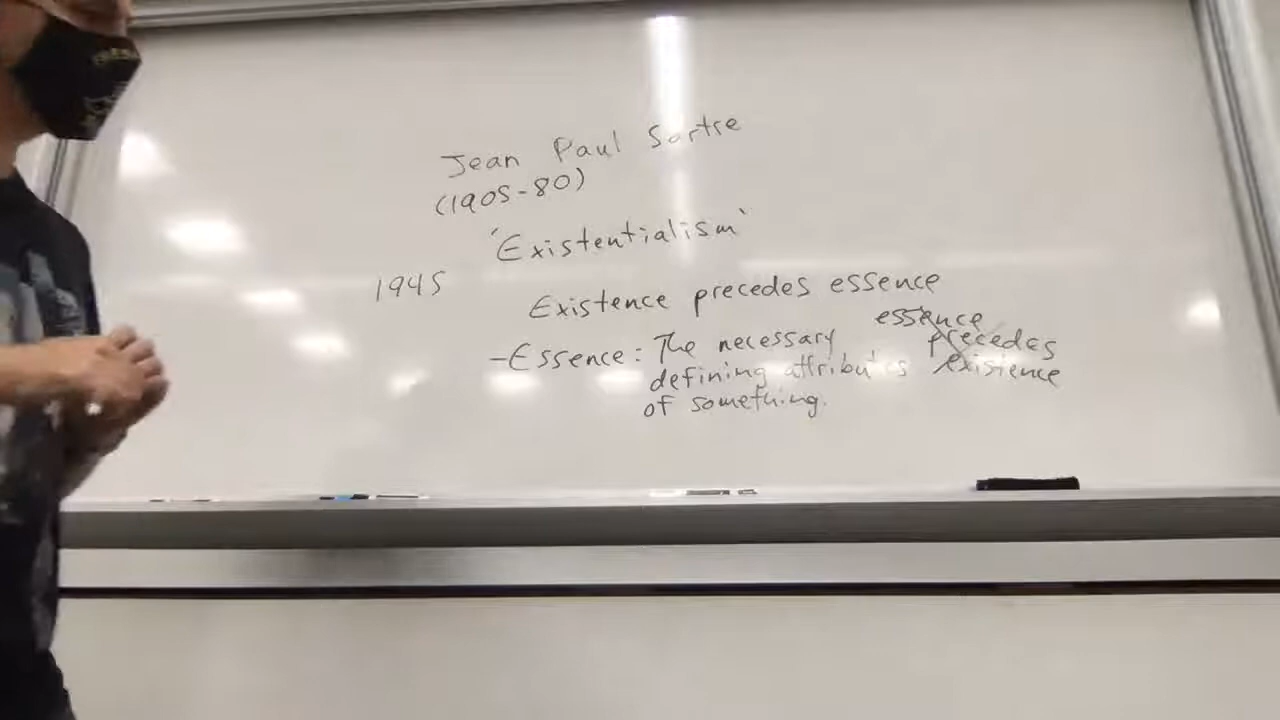 Jean Paul Sartre
(1905-80)
'Existentialism'
1945
Existence precedes essence
-Essence: The necessary
defining attributes
of something.
essence
precedes
existence